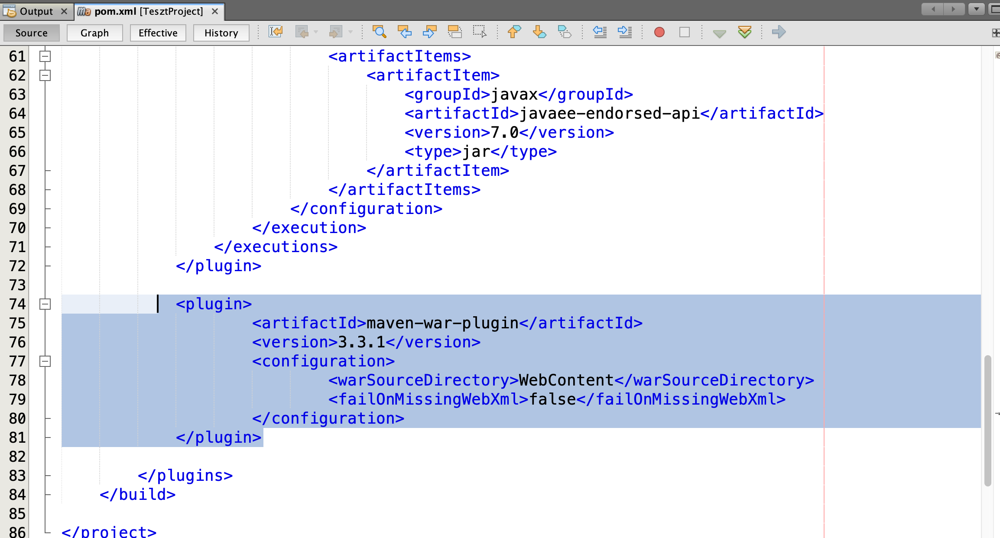 Output
pom.xml [TesztProject]
Source Graph Effective History
61 <artifactItems>
62 <artifactItem>
63 <groupId>javax</groupId>
64 <artifactId>javaee-endorsed-api</artifactId>
65 <version>7.0</version>
66 <type>jar</type>
67 </artifactItem>
68 </artifactItems>
69 </configuration>
70 </execution>
71 </executions>
72 </plugin>
73
74 <plugin>
75 <artifactId>maven-war-plugin</artifactId>
76 <version>3.3.1</version>
77 <configuration>
78 <warSourceDirectory>WebContent</warSourceDirectory>
79 <failOnMissingWebXml>false</failOnMissingWebXml>
80 </configuration>
81 </plugin>
82
83 </plugins>
84 </build>
85
86 </project>